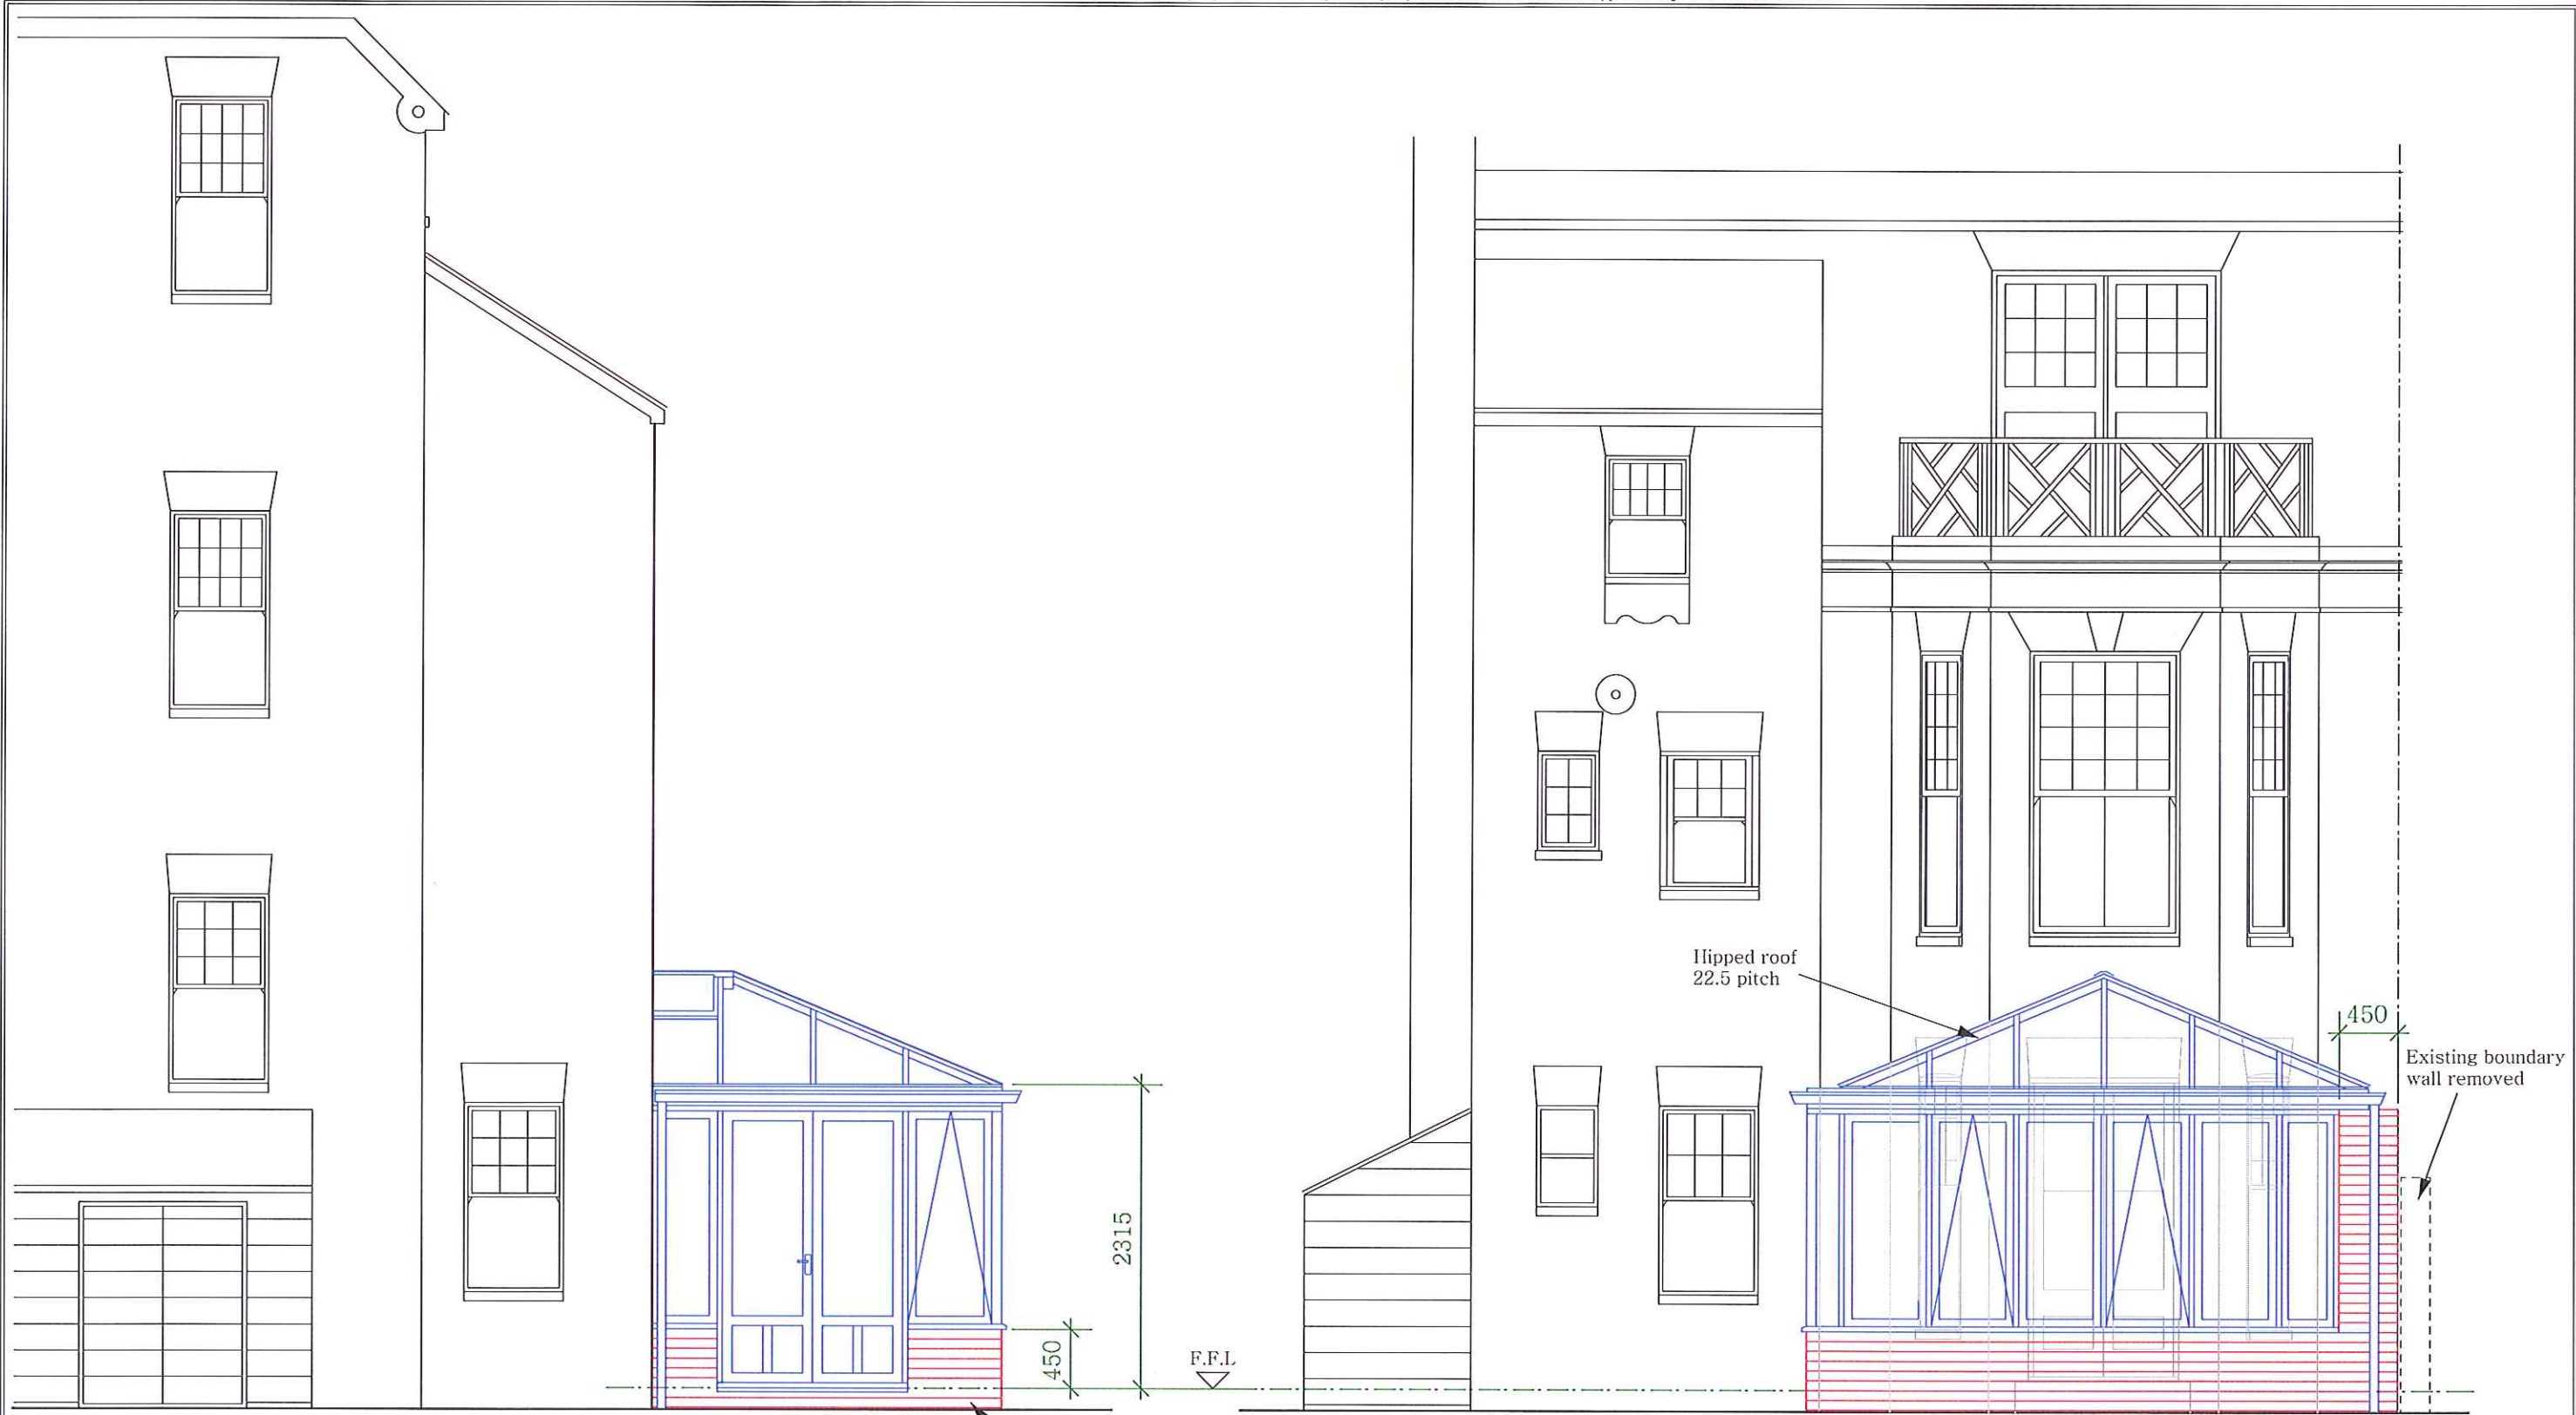 Hipped roof
22.5 pitch
450
Existing boundary
wall removed
2315
450
F.F.L